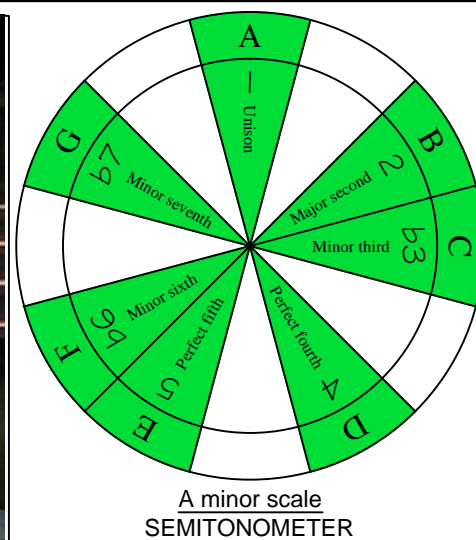 A
1
Unison
B
2
Major second
C
b3
Minor third
D
4
Perfect fourth
E
5
Perfect fifth
F
b6
Minor sixth
G
b7
Minor seventh
A minor scale
SEMITONOMETER